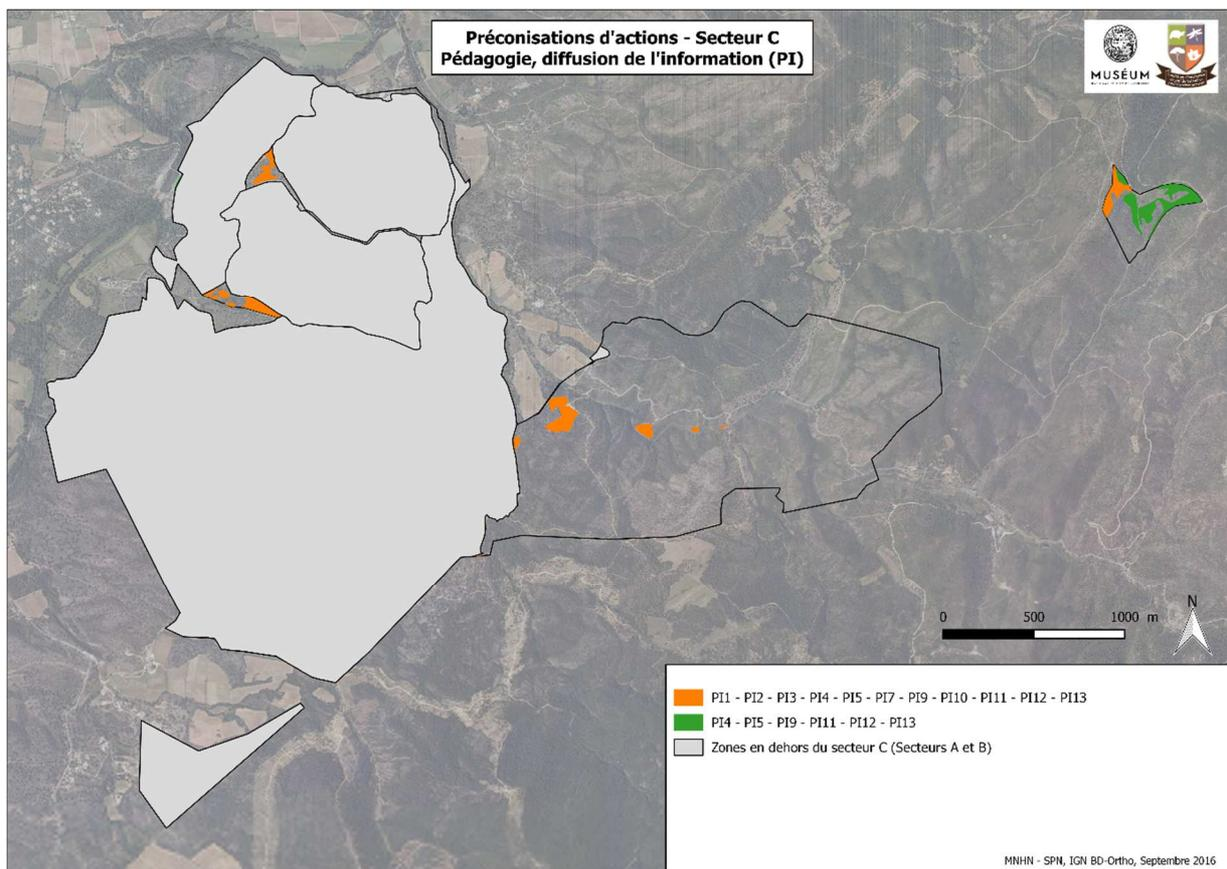 Préconisations d'actions - Secteur C
Pédagogie, diffusion de l'information (PI)
MUSÉUM
N
0 500 1000 m
PI1 - PI2 - PI3 - PI4 - PI5 - PI7 - PI9 - PI10 - PI11 - PI12 - PI13
PI4 - PI5 - PI9 - PI11 - PI12 - PI13
Zones en dehors du secteur C (Secteurs A et B)
MNHN - SPN, IGN BD-Ortho, Septembre 2016